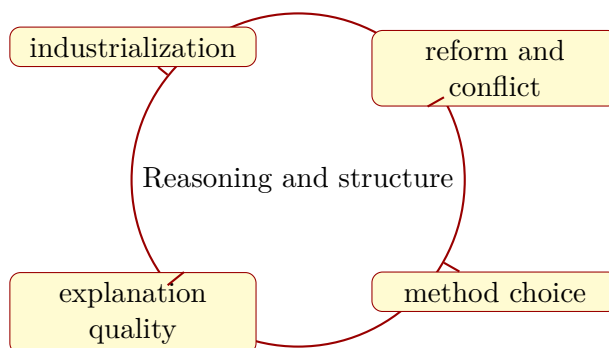 industrialization
reform and
conflict
Reasoning and structure
explanation
quality
method choice